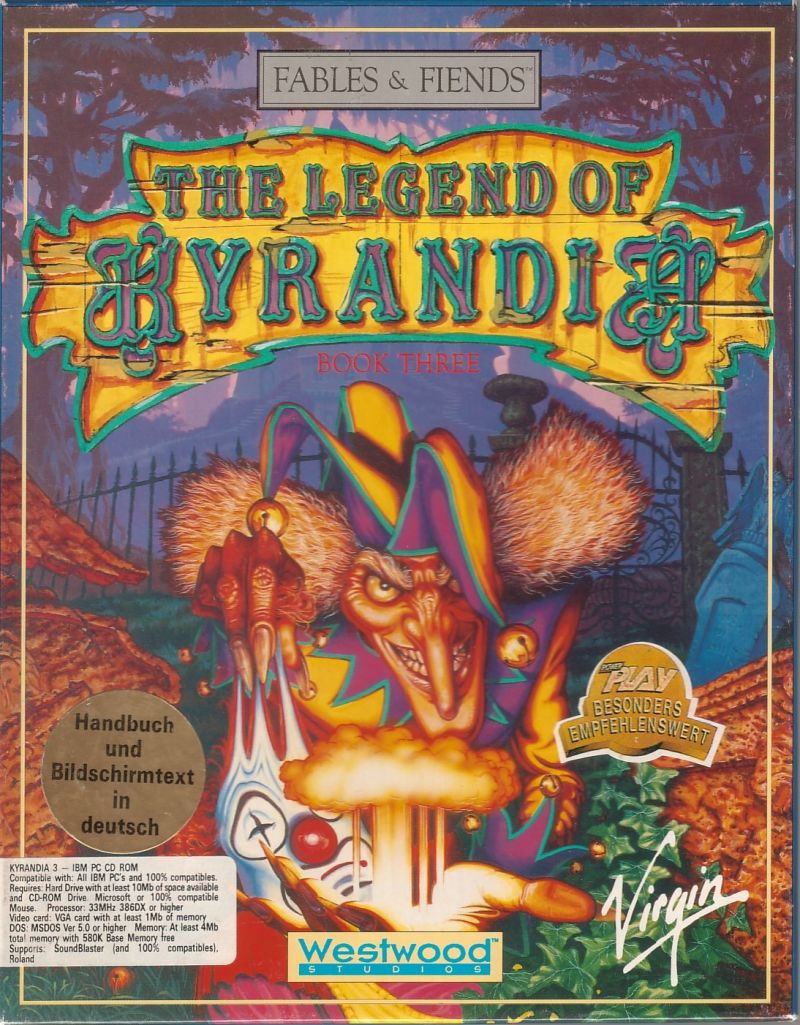 FABLES & FIENDS™
THE LEGEND OF
KYRANDIA
BOOK THREE
POWER
PLAY
BESONDERS
EMPFEHLENSWERT
Handbuch
und
Bildschirmtext
in
deutsch
KYRANDIA 3 – IBM PC CD ROM
Compatible with: All IBM PC's and 100% compatibles.
Requires: Hard Drive with at least 10Mb of space available
and CD-ROM Drive. Microsoft or 100% compatible
Mouse. Processor: 33MHz 386DX or higher
Video card: VGA card with at least 1Mb of memory
DOS: MSDOS Ver 5.0 or higher Memory: At least 4Mb
total memory with 580K Base Memory free
Supports: SoundBlaster (and 100% compatibles),
Roland
Virgin
Westwood™
STUDIOS